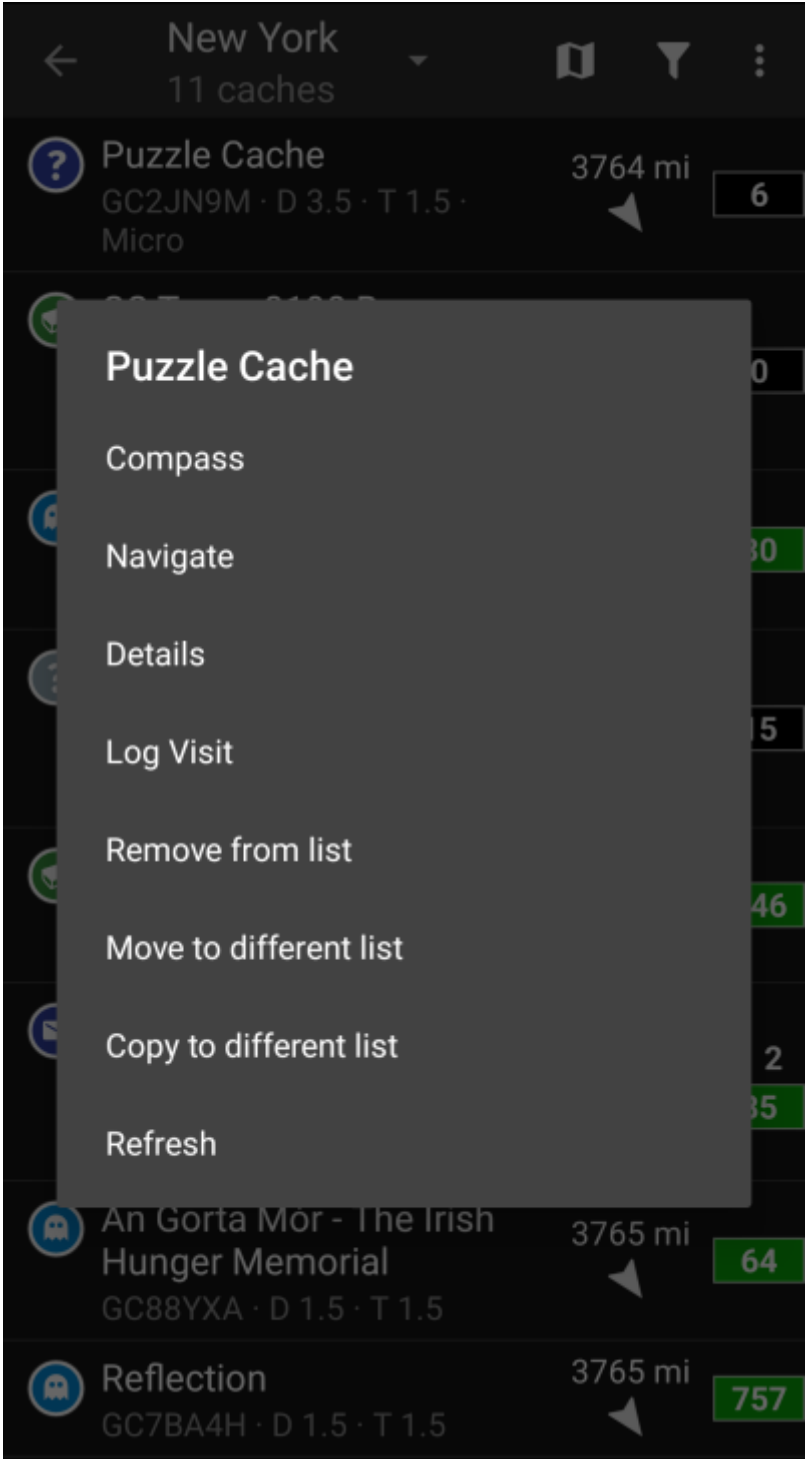 New York
11 caches
Puzzle Cache
3764 mi
6
GC2JN9M · D 3.5 · T 1.5 ·
Micro
Puzzle Cache
Compass
Navigate
Details
Log Visit
Remove from list
Move to different list
Copy to different list
Refresh
2
An Gorta Mór - The Irish
Hunger Memorial
3765 mi
64
GC88YXA · D 1.5 · T 1.5
Reflection
3765 mi
757
GC7BA4H · D 1.5 · T 1.5